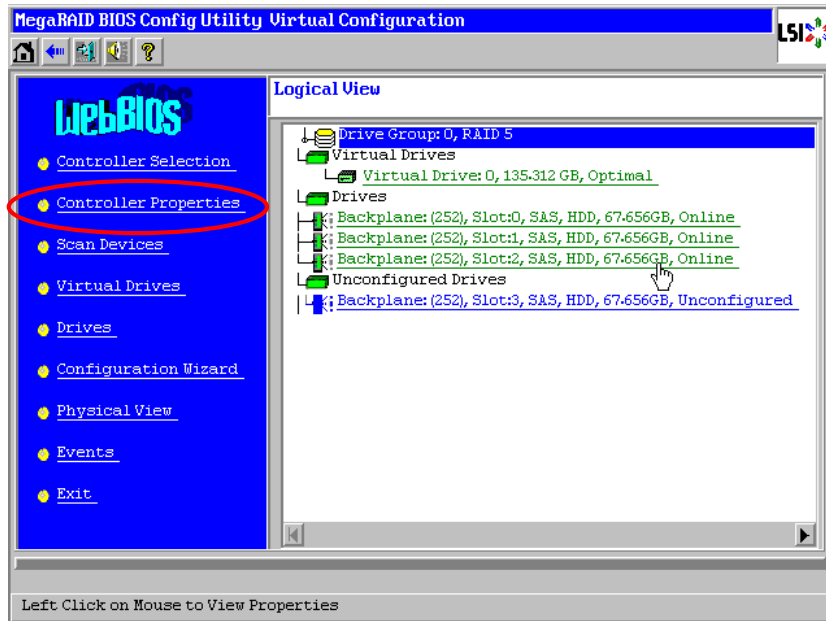 MegaRAID BIOS Config Utility Virtual Configuration
LSI
?
WebBIOS
Controller Selection
Controller Properties
Scan Devices
Virtual Drives
Drives
Configuration Wizard
Physical View
Events
Exit
Logical View
Drive Group: 0, RAID 5
Virtual Drives
Virtual Drive: 0, 135.312 GB, Optimal
Drives
Backplane: (252), Slot:0, SAS, HDD, 67.656GB, Online
Backplane: (252), Slot:1, SAS, HDD, 67.656GB, Online
Backplane: (252), Slot:2, SAS, HDD, 67.656GB, Online
Unconfigured Drives
Backplane: (252), Slot:3, SAS, HDD, 67.656GB, Unconfigured
Left Click on Mouse to View Properties